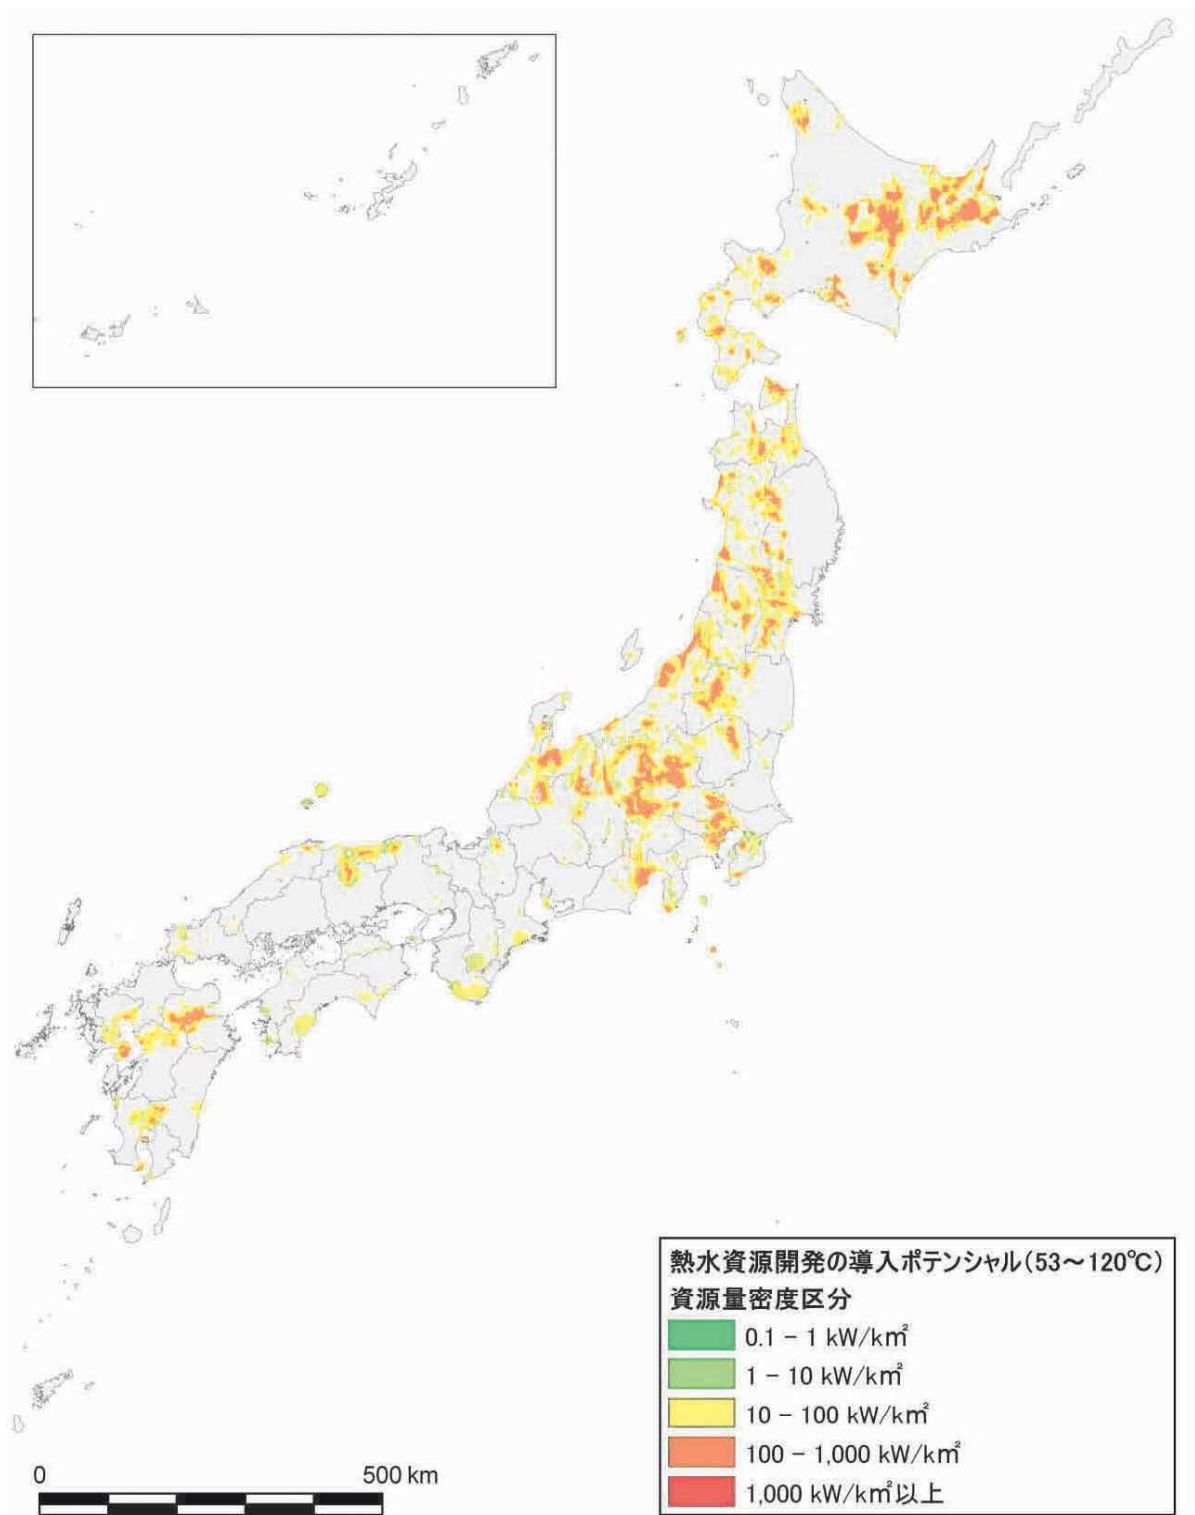 熱水資源開発の導入ポテンシャル(53～120℃)
資源量密度区分
0.1 − 1 kW/k㎡
1 − 10 kW/k㎡
10 − 100 kW/k㎡
100 − 1,000 kW/k㎡
1,000 kW/k㎡以上
0 500 km